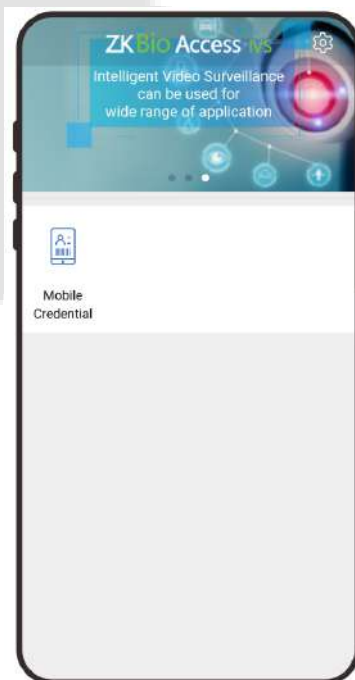 ZKBio Access IVS
Intelligent Video Surveillance
can be used for
wide range of application
Mobile
Credential